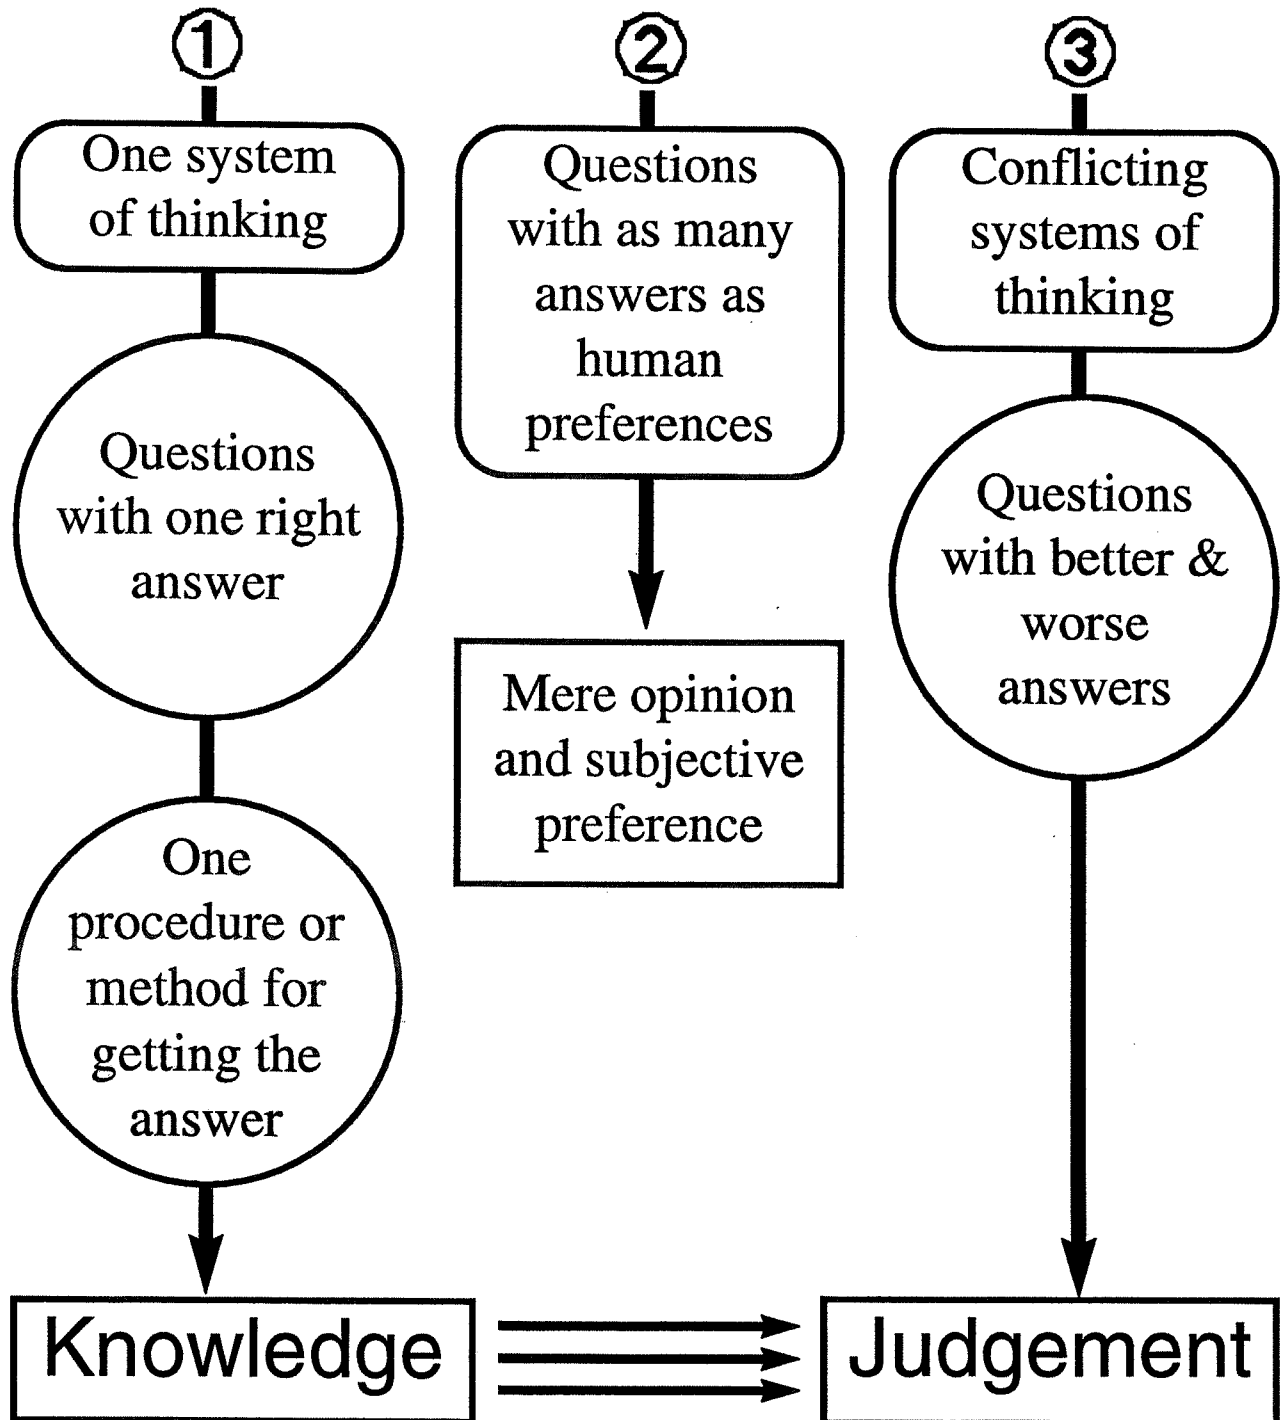 1
One system
of thinking
Questions
with one right
answer
One
procedure or
method for
getting the
answer
Knowledge
2
Questions
with as many
answers as
human
preferences
Mere opinion
and subjective
preference
3
Conflicting
systems of
thinking
Questions
with better &
worse
answers
Judgement